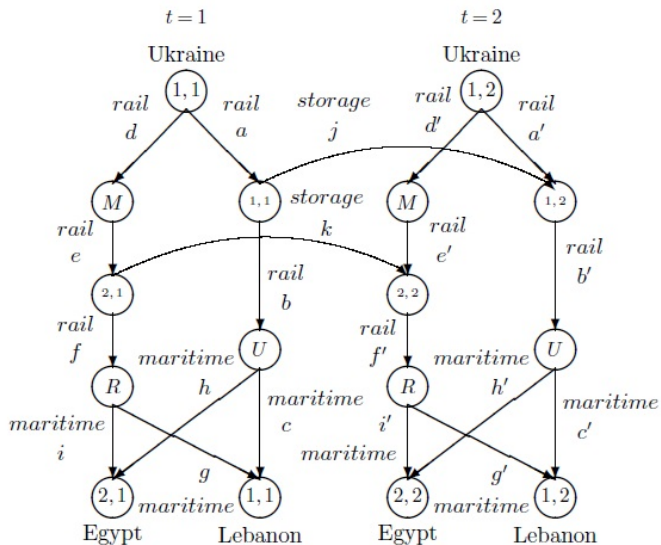 t = 1 t = 2
Ukraine Ukraine
1, 1 1, 2
rail rail storage rail rail
d a j d′ a′
M 1, 1 storage M 1, 2
rail k rail
e e′
rail rail
b b′
2, 1 2, 2
rail rail
f f′
maritime U maritime U
R h R h′
maritime maritime i′ maritime
i c c′
g maritime g′
2, 1 maritime 1, 1 2, 2 maritime 1, 2
Egypt Lebanon Egypt Lebanon